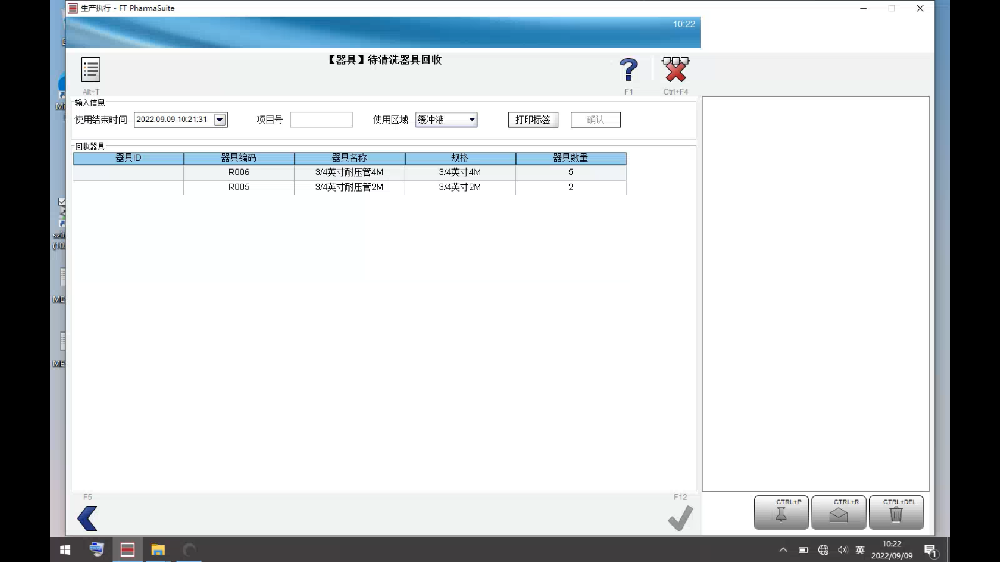 生产执行 - FT PharmaSuite
10:22
【器具】待清洗器具回收
Alt+T
F1
Ctrl+F4
输入信息
使用结束时间 2022.09.09 10:21:31 项目号 使用区域 缓冲液 打印标签 确认
回收器具
器具ID 器具编码 器具名称 规格 器具数量
R006 3/4英寸耐压管4M 3/4英寸4M 5
R005 3/4英寸耐压管2M 3/4英寸2M 2
szit
(10.
ME
ME
F5
F12
CTRL+P
CTRL+R
CTRL+DEL
英
10:22
2022/09/09
1